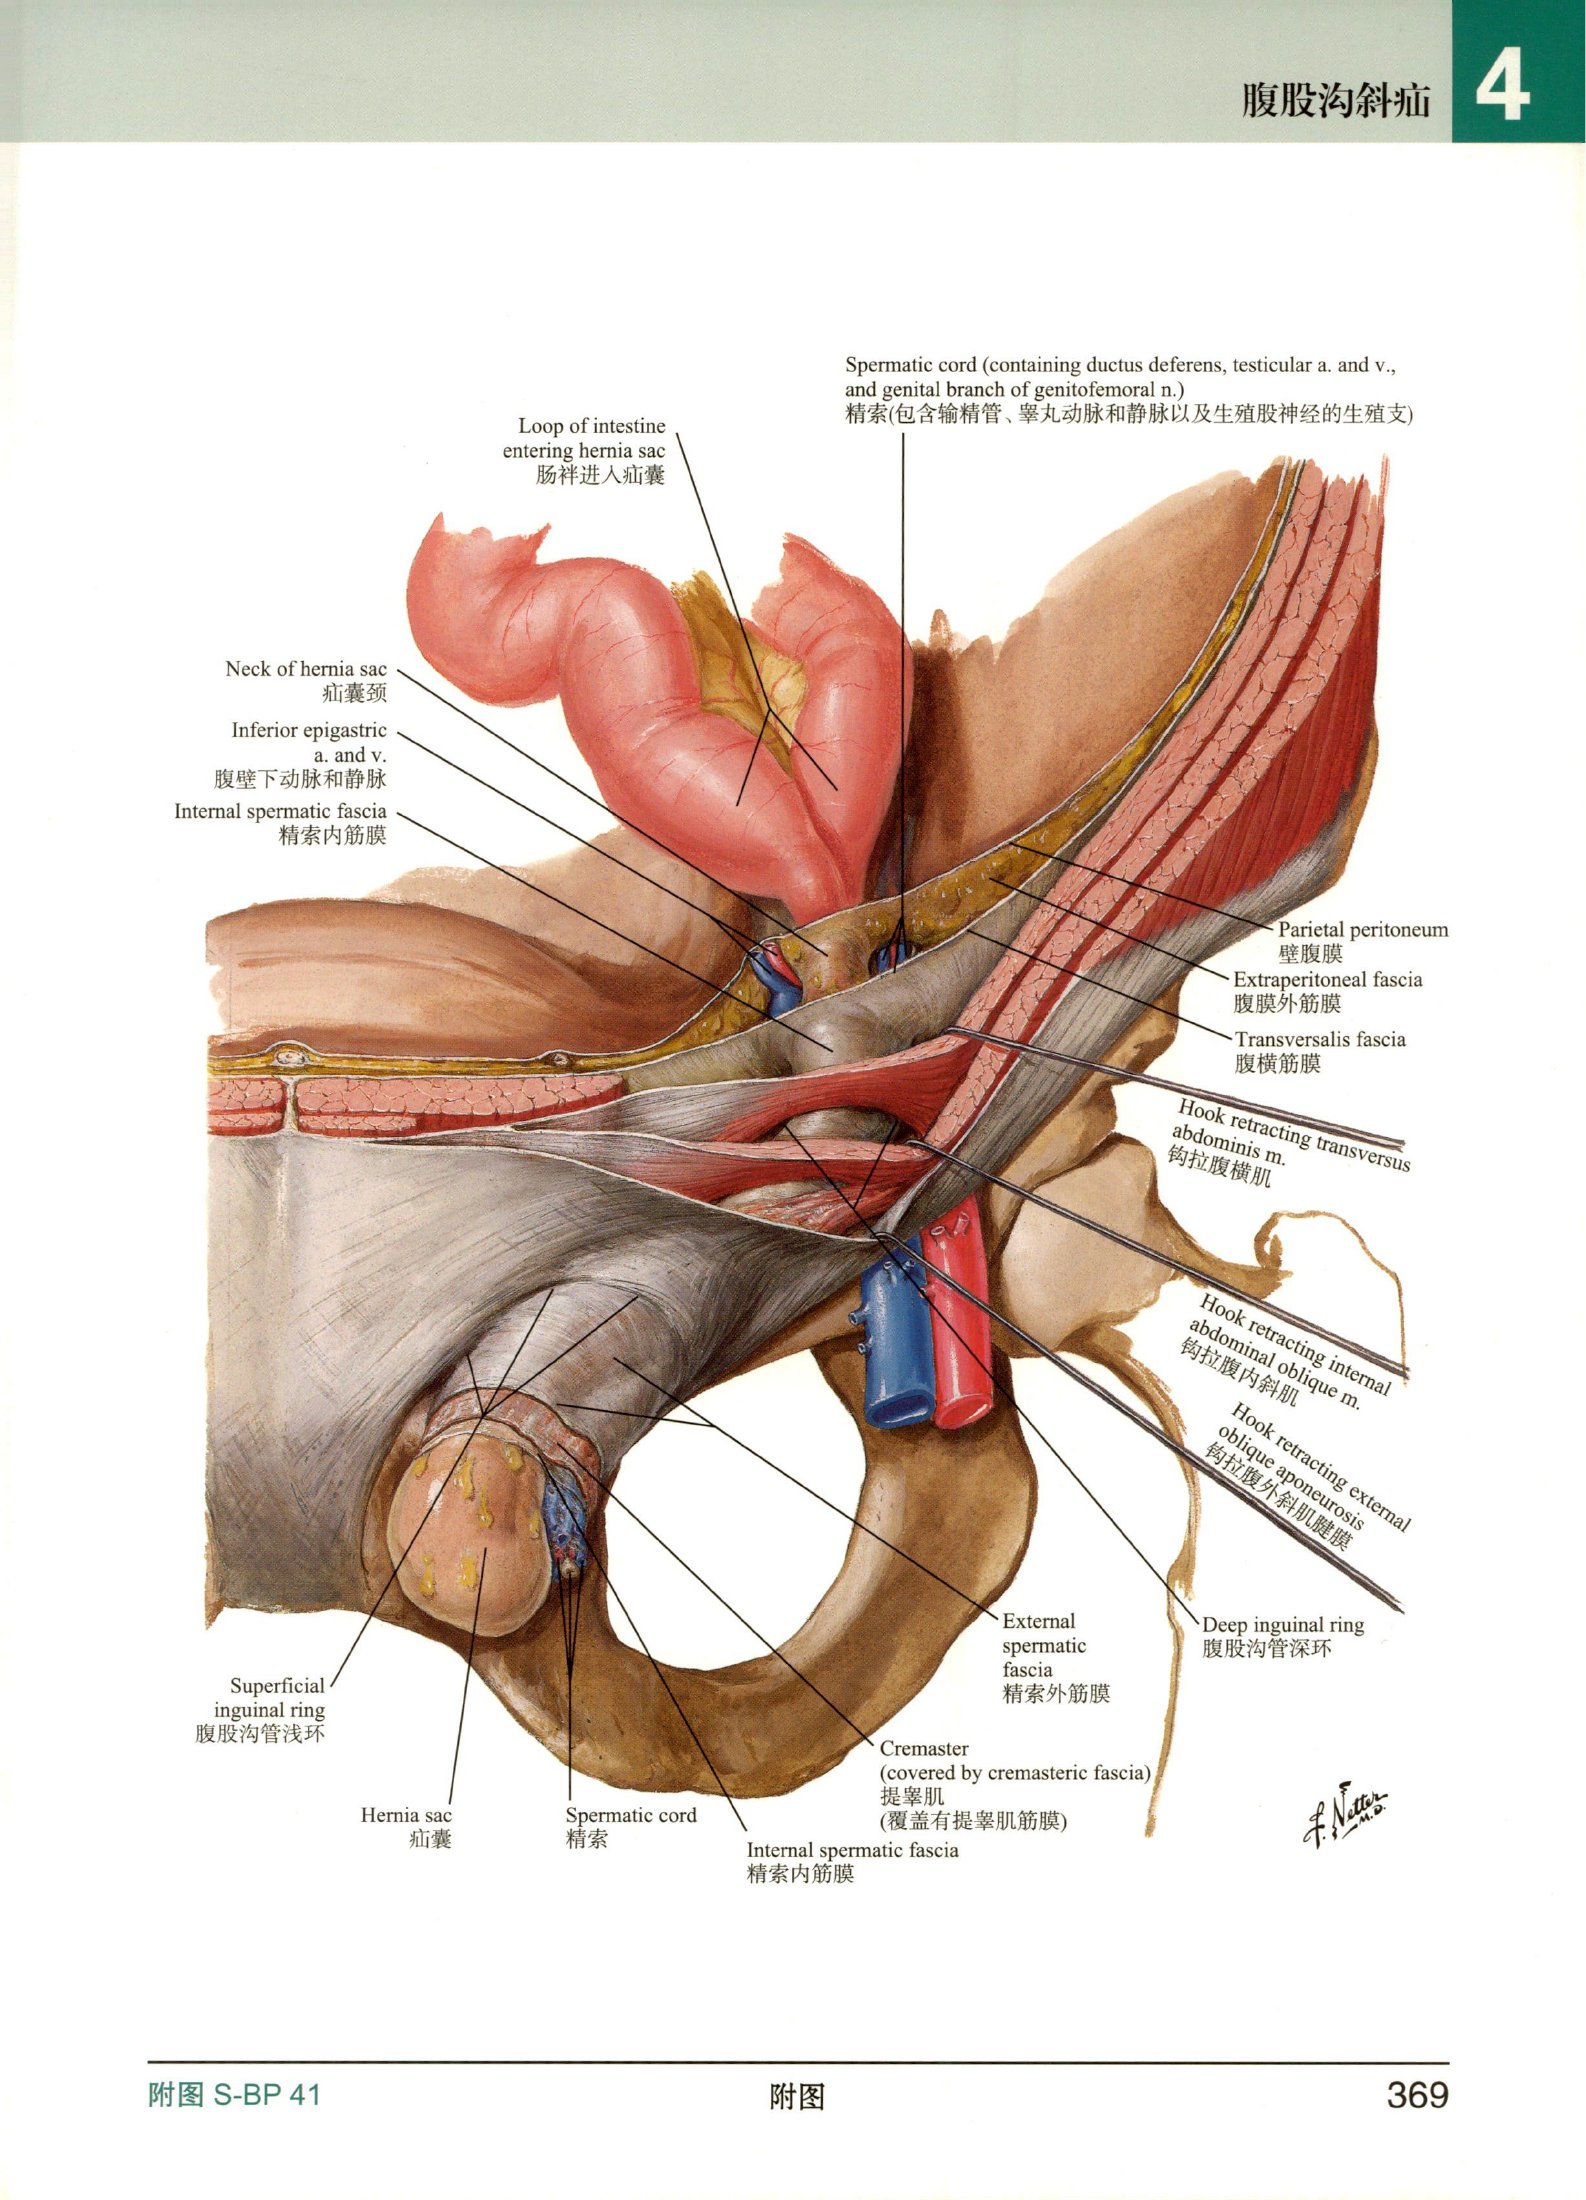 腹股沟斜疝
4
Spermatic cord (containing ductus deferens, testicular a. and v.,
and genital branch of genitofemoral n.)
精索(包含输精管、睾丸动脉和静脉以及生殖股神经的生殖支)
Loop of intestine
entering hernia sac
肠袢进入疝囊
Neck of hernia sac
疝囊颈
Inferior epigastric
a. and v.
腹壁下动脉和静脉
Internal spermatic fascia
精索内筋膜
Parietal peritoneum
壁腹膜
Extraperitoneal fascia
腹膜外筋膜
Transversalis fascia
腹横筋膜
Hook retracting transversus
abdominis m.
钩拉腹横肌
Hook retracting internal
abdominal oblique m.
钩拉腹内斜肌
Hook retracting external
oblique aponeurosis
钩拉腹外斜肌腱膜
Deep inguinal ring
腹股沟管深环
External
spermatic
fascia
精索外筋膜
Superficial
inguinal ring
腹股沟管浅环
Cremaster
(covered by cremasteric fascia)
提睾肌
(覆盖有提睾肌筋膜)
Hernia sac
疝囊
Spermatic cord
精索
Internal spermatic fascia
精索内筋膜
F. Netter
M.D.
附图 S-BP 41
附图
369